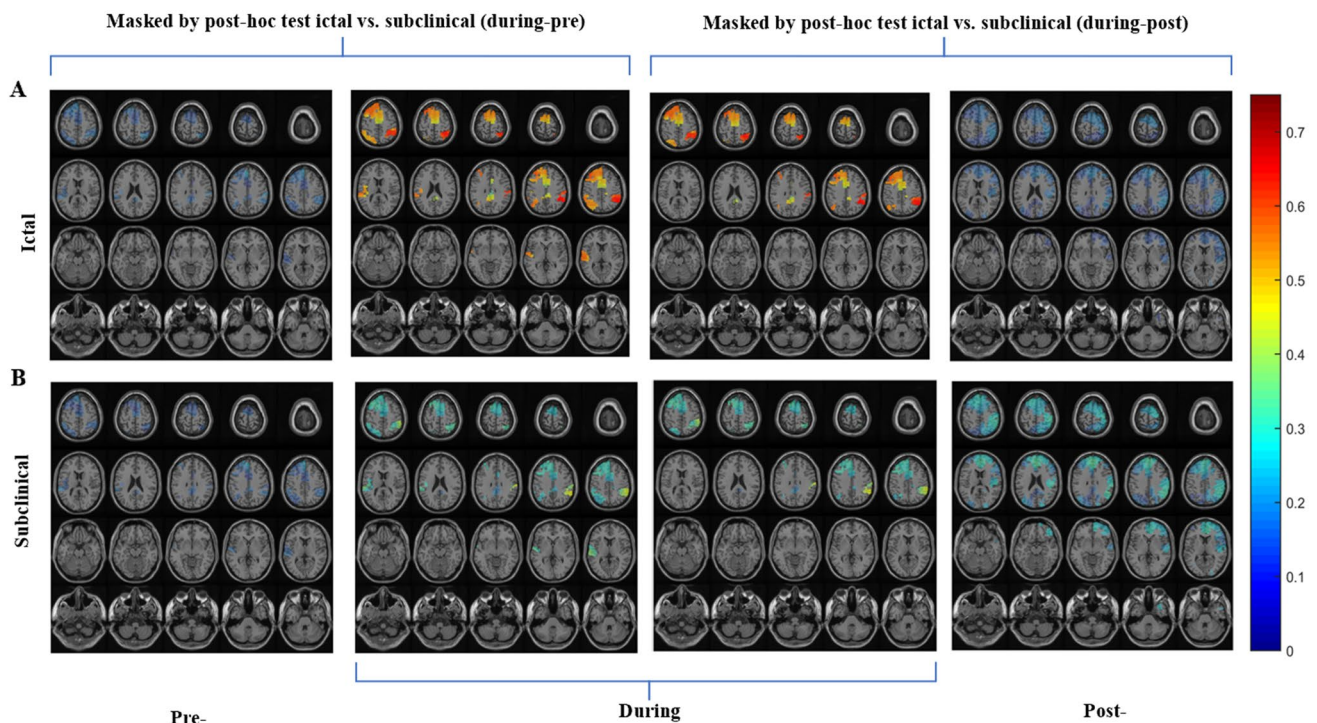 Masked by post-hoc test ictal vs. subclinical (during-pre)
Masked by post-hoc test ictal vs. subclinical (during-post)
A
Ictal
B
Subclinical
0.7
0.6
0.5
0.4
0.3
0.2
0.1
0
Pre-
During
Post-